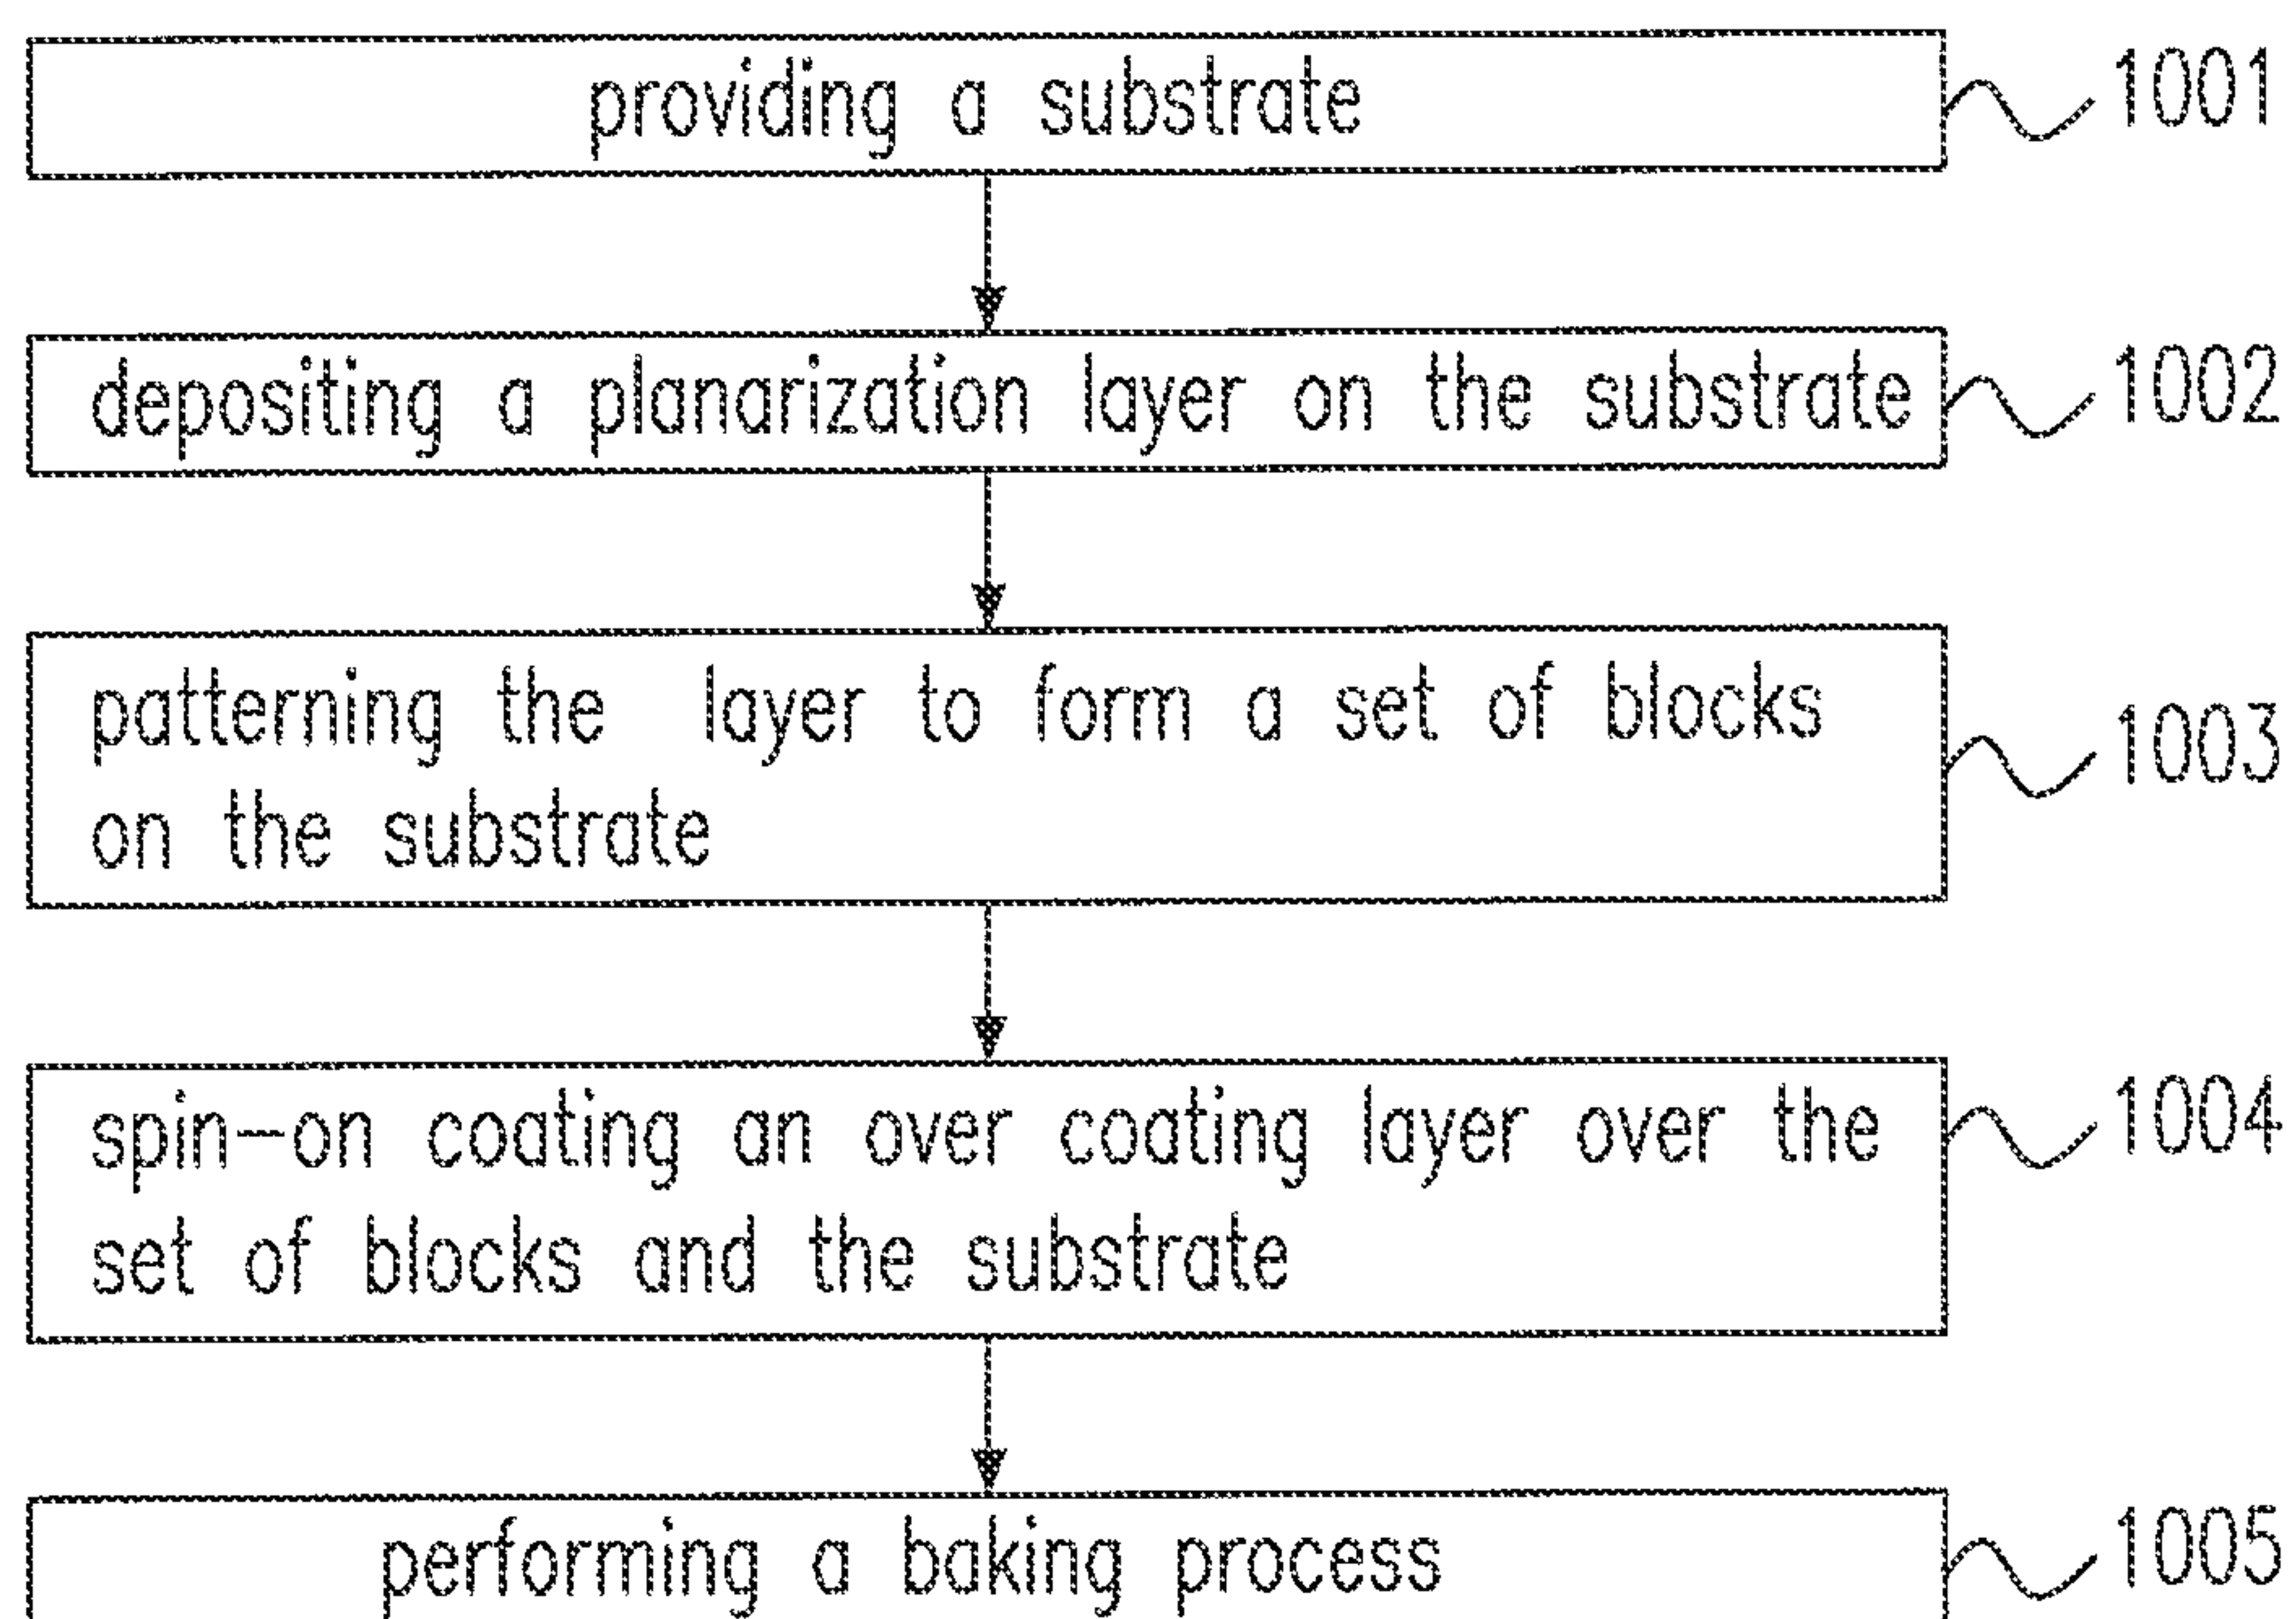 providing a substrate 1001
depositing a planarization layer on the substrate 1002
patterning the layer to form a set of blocks
on the substrate
1003
spin-on coating an over coating layer over the 1004
set of blocks and the substrate
performing a baking process 1005